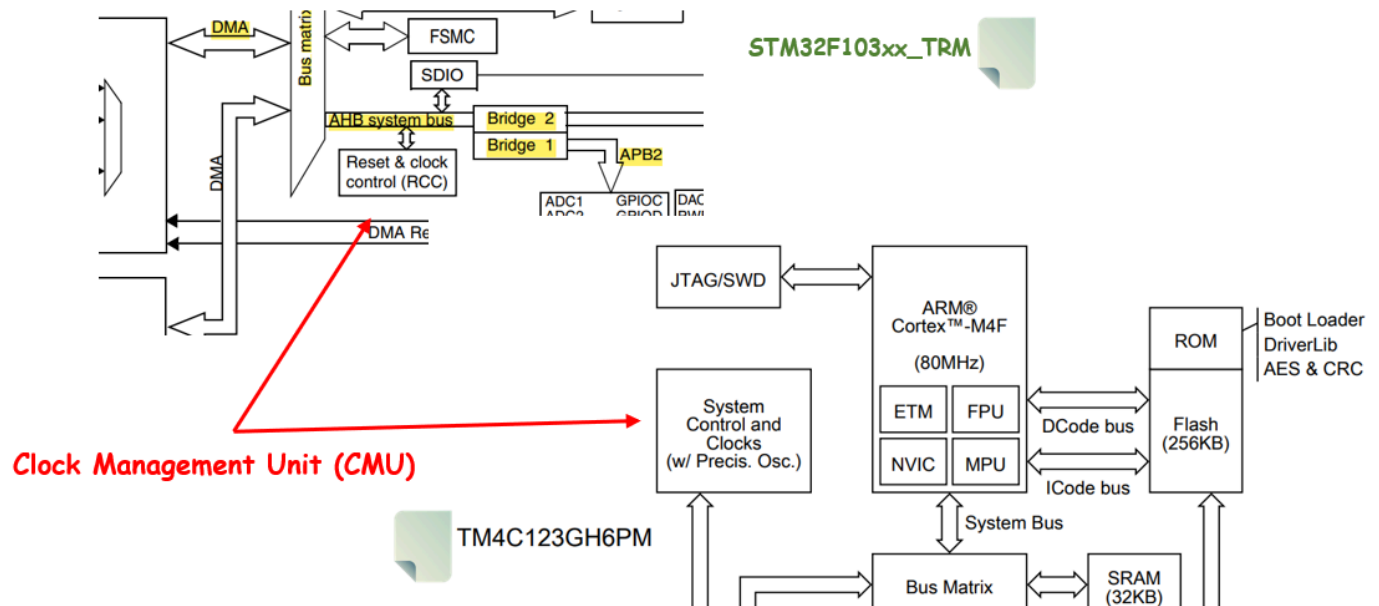 DMA
Bus matrix
FSMC
SDIO
AHB system bus
Bridge 2
Bridge 1
APB2
Reset & clock
control (RCC)
DMA
ADC1 GPIOC
ADC2 GPIOD
DAC
DMA Re
STM32F103xx_TRM
Clock Management Unit (CMU)
TM4C123GH6PM
JTAG/SWD
ARM®
Cortex™-M4F
(80MHz)
ETM
FPU
NVIC
MPU
System
Control and
Clocks
(w/ Precis. Osc.)
DCode bus
ICode bus
ROM
Flash
(256KB)
Boot Loader
DriverLib
AES & CRC
System Bus
Bus Matrix
SRAM
(32KB)